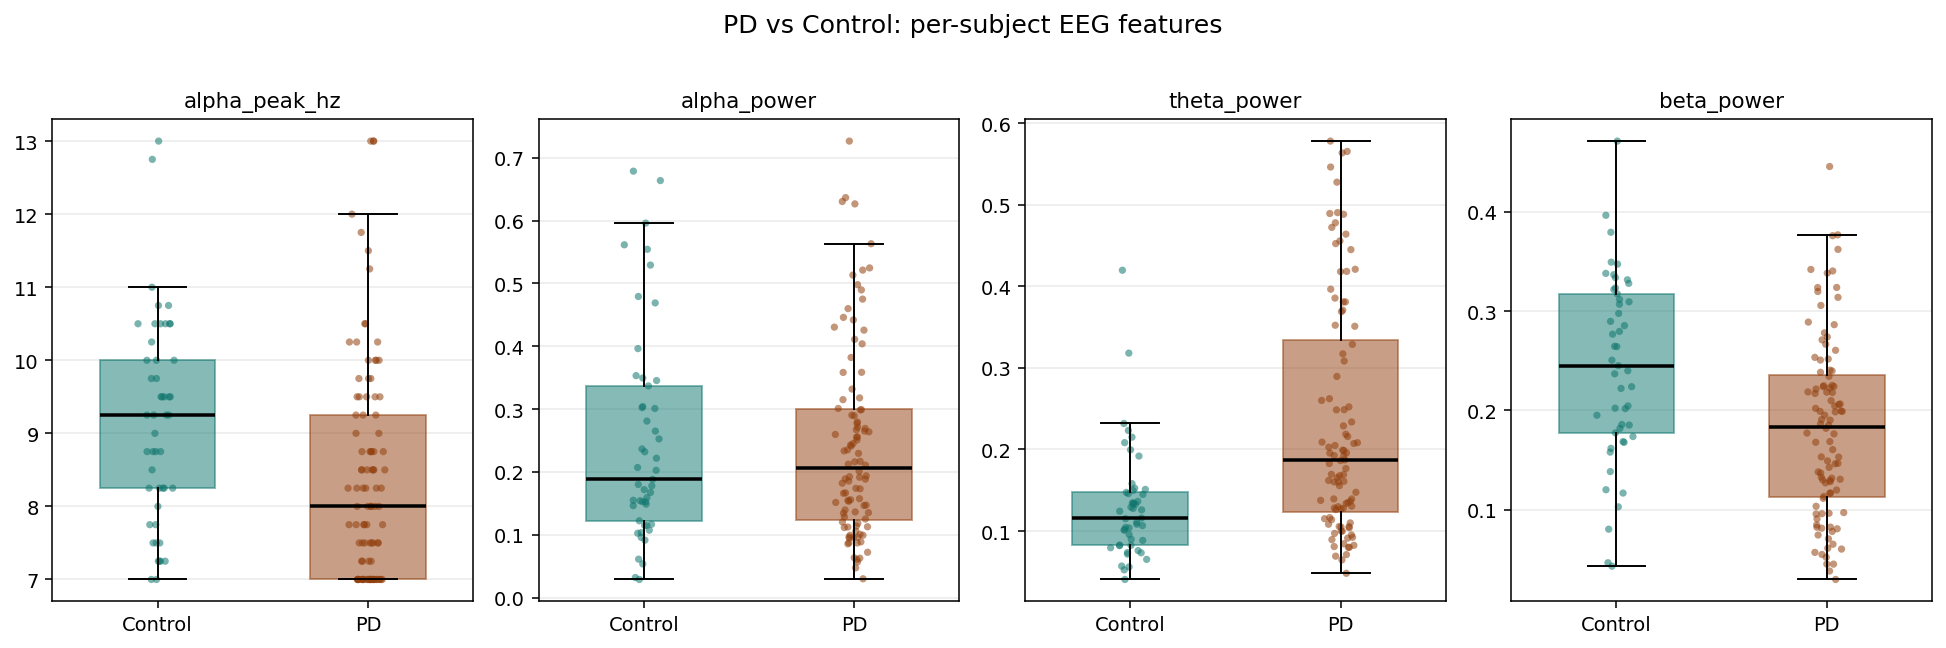 PD vs Control: per-subject EEG features
alpha_peak_hz
13
12
11
10
9
8
7
Control
PD
alpha_power
0.7
0.6
0.5
0.4
0.3
0.2
0.1
0.0
Control
PD
theta_power
0.6
0.5
0.4
0.3
0.2
0.1
Control
PD
beta_power
0.4
0.3
0.2
0.1
Control
PD